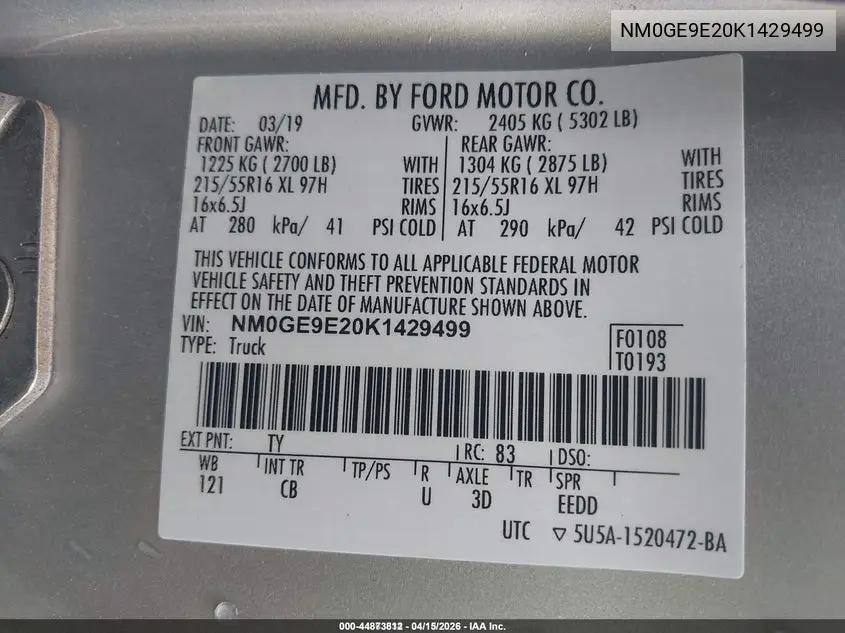 NM0GE9E20K1429499
MFD. BY FORD MOTOR CO.
DATE: 03/19 GVWR: 2405 KG ( 5302 LB)
FRONT GAWR: REAR GAWR:
1225 KG ( 2700 LB) WITH 1304 KG ( 2875 LB) WITH
215/55R16 XL 97H TIRES 215/55R16 XL 97H TIRES
16x6.5J RIMS 16x6.5J RIMS
AT 280 kPa/ 41 PSI COLD AT 290 kPa/ 42 PSI COLD
THIS VEHICLE CONFORMS TO ALL APPLICABLE FEDERAL MOTOR
VEHICLE SAFETY AND THEFT PREVENTION STANDARDS IN
EFFECT ON THE DATE OF MANUFACTURE SHOWN ABOVE.
VIN: NM0GE9E20K1429499
TYPE: Truck
F0108
T0193
EXT PNT: TY RC: 83 DSO:
WB INT TR TP/PS R AXLE TR SPR
121 CB U 3D EEDD
UTC ▽ 5U5A-1520472-BA
04/15/2026 - IAA Inc.